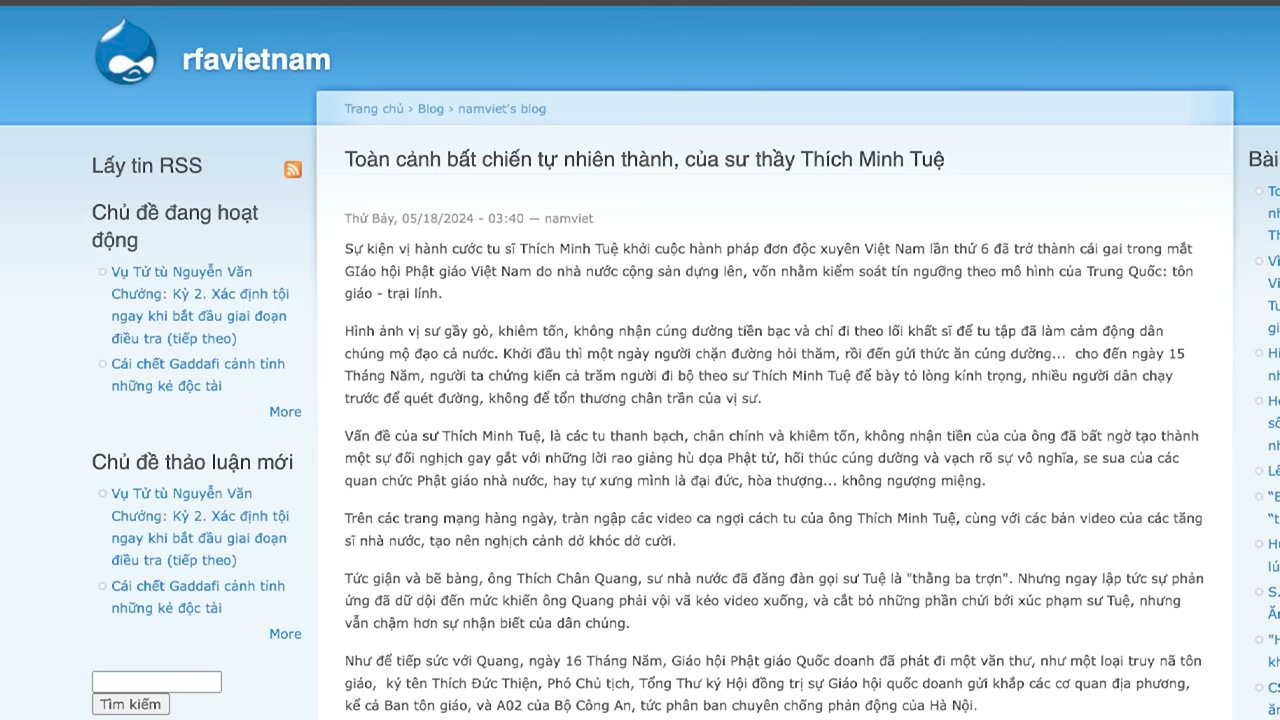 rfavietnam
Trang chủ › Blog › namviet's blog
Lấy tin RSS
Chủ đề đang hoạt
động
Vụ Tử tù Nguyễn Văn
Chưởng: Kỳ 2. Xác định tội
ngay khi bắt đầu giai đoạn
điều tra (tiếp theo)
Cái chết Gaddafi cảnh tỉnh
những kẻ độc tài
More
Chủ đề thảo luận mới
Vụ Tử tù Nguyễn Văn
Chưởng: Kỳ 2. Xác định tội
ngay khi bắt đầu giai đoạn
điều tra (tiếp theo)
Cái chết Gaddafi cảnh tỉnh
những kẻ độc tài
More
Tìm kiếm
Toàn cảnh bất chiến tự nhiên thành, của sư thầy Thích Minh Tuệ
Thứ Bảy, 05/18/2024 - 03:40 — namviet
Sự kiện vị hành cước tu sĩ Thích Minh Tuệ khởi cuộc hành pháp đơn độc xuyên Việt Nam lần thứ 6 đã trở thành cái gai trong mắt
GIáo hội Phật giáo Việt Nam do nhà nước cộng sản dựng lên, vốn nhằm kiểm soát tín ngưỡng theo mô hình của Trung Quốc: tôn
giáo - trại lính.
Hình ảnh vị sư gầy gò, khiêm tốn, không nhận cúng dường tiền bạc và chỉ đi theo lối khất sĩ để tu tập đã làm cảm động dân
chúng mộ đạo cả nước. Khởi đầu thì một ngày người chặn đường hỏi thăm, rồi đến gửi thức ăn cúng dường... cho đến ngày 15
Tháng Năm, người ta chứng kiến cả trăm người đi bộ theo sư Thích Minh Tuệ để bày tỏ lòng kính trọng, nhiều người dân chạy
trước để quét đường, không để tổn thương chân trần của vị sư.
Vấn đề của sư Thích Minh Tuệ, là các tu thanh bạch, chân chính và khiêm tốn, không nhận tiền của của ông đã bất ngờ tạo thành
một sự đối nghịch gay gắt với những lời rao giảng hù dọa Phật tử, hối thúc cúng dường và vạch rõ sự vô nghĩa, se sua của các
quan chức Phật giáo nhà nước, hay tự xưng mình là đại đức, hòa thượng... không ngượng miệng.
Trên các trang mạng hàng ngày, tràn ngập các video ca ngợi cách tu của ông Thích Minh Tuệ, cùng với các bản video của các tăng
sĩ nhà nước, tạo nên nghịch cảnh dở khóc dở cười.
Tức giận và bẽ bàng, ông Thích Chân Quang, sư nhà nước đã đăng đàn gọi sư Tuệ là "thằng ba trợn". Nhưng ngay lập tức sự phản
ứng đã dữ dội đến mức khiến ông Quang phải vội vã kéo video xuống, và cắt bỏ những phần chửi bới xúc phạm sư Tuệ, nhưng
vẫn chậm hơn sự nhận biết của dân chúng.
Như để tiếp sức với Quang, ngày 16 Tháng Năm, Giáo hội Phật giáo Quốc doanh đã phát đi một văn thư, như một loại truy nã tôn
giáo, ký tên Thích Đức Thiện, Phó Chủ tịch, Tổng Thư ký Hội đồng trị sự Giáo hội quốc doanh gửi khắp các cơ quan địa phương,
kể cả Ban tôn giáo, và A02 của Bộ Công An, tức phân ban chuyên chống phản động của Hà Nội.
Bài